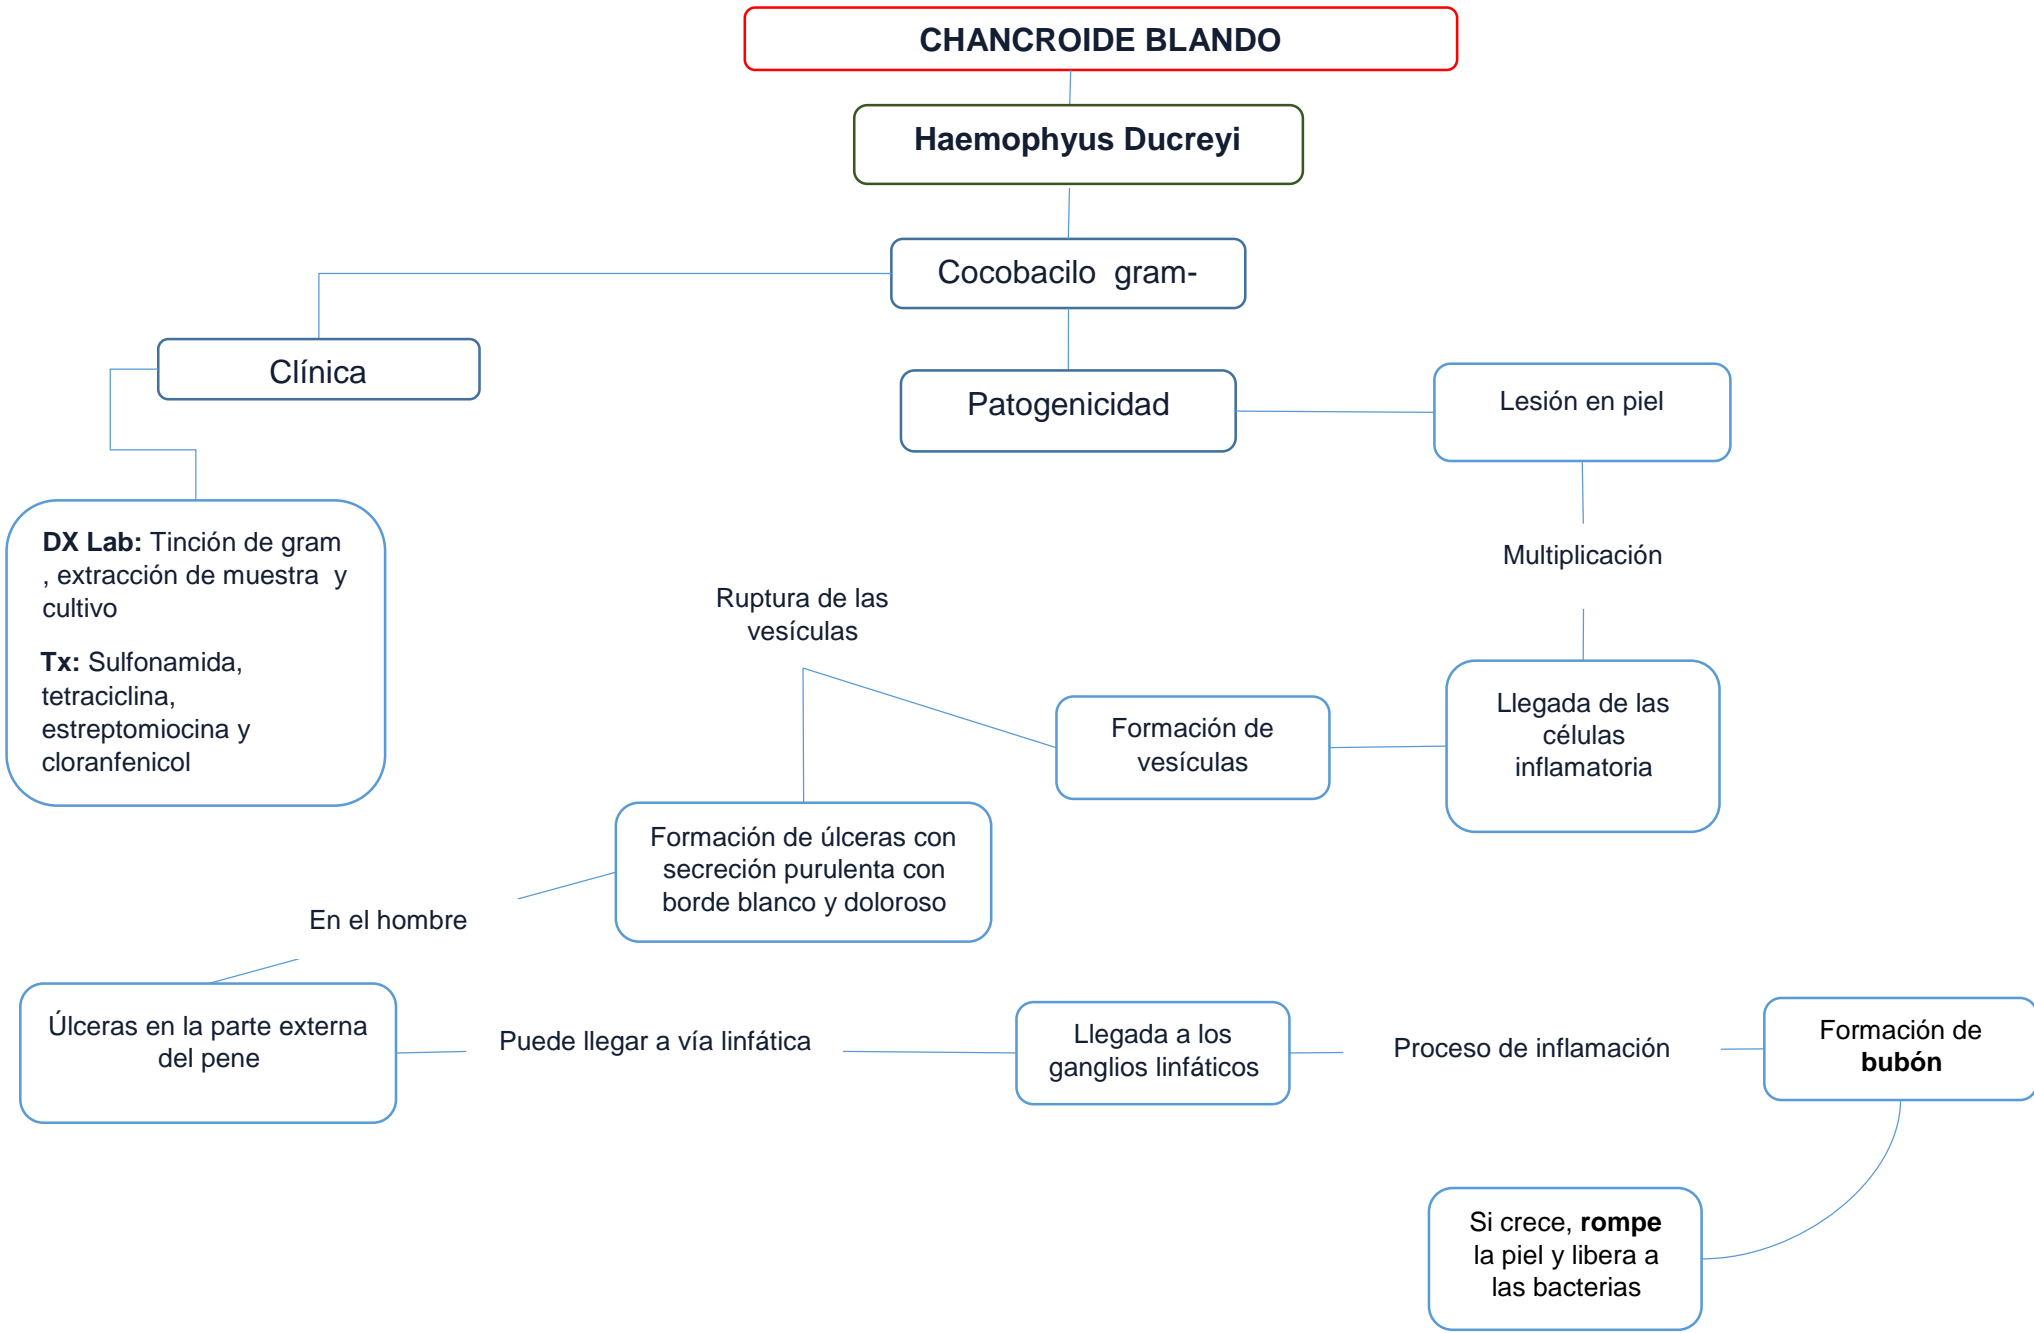 CHANCROIDE BLANDO
Haemophyus Ducreyi
Cocobacilo  gram-
Clínica
Patogenicidad
Lesión en piel
DX Lab: Tinción de gram
, extracción de muestra  y
cultivo
Tx: Sulfonamida,
tetraciclina,
estreptomiocina y
cloranfenicol
Multiplicación
Llegada de las
células
inflamatoria
Formación de
vesículas
Ruptura de las
vesículas
Formación de úlceras con
secreción purulenta con
borde blanco y doloroso
En el hombre
Úlceras en la parte externa
del pene
Puede llegar a vía linfática
Llegada a los
ganglios linfáticos
Proceso de inflamación
Formación de
bubón
Si crece, rompe
la piel y libera a
las bacterias